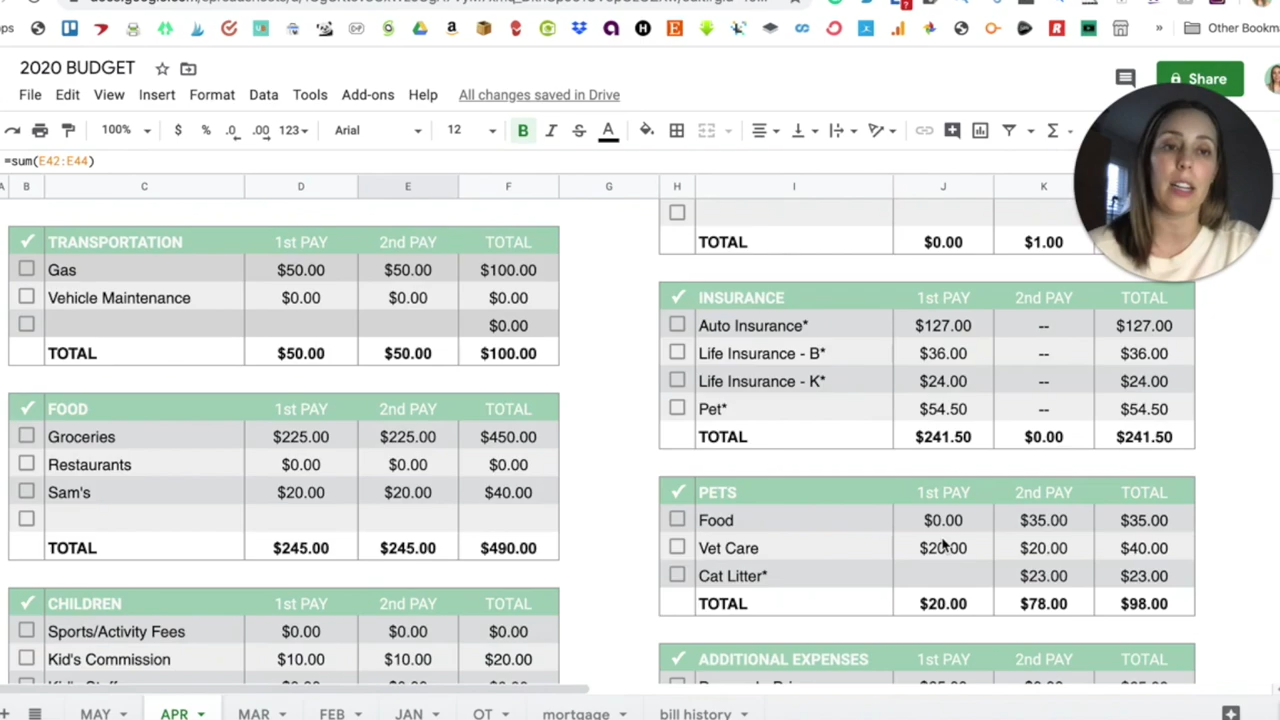 2020 BUDGET
File Edit View Insert Format Data Tools Add-ons Help All changes saved in Drive
Share
100% $ % .0 .00 123 Arial 12 B I S A
=sum(E42:E44)
A B C D E F G H I J K
TRANSPORTATION 1st PAY 2nd PAY TOTAL
Gas $50.00 $50.00 $100.00
Vehicle Maintenance $0.00 $0.00 $0.00
$0.00
TOTAL $50.00 $50.00 $100.00
FOOD 1st PAY 2nd PAY TOTAL
Groceries $225.00 $225.00 $450.00
Restaurants $0.00 $0.00 $0.00
Sam's $20.00 $20.00 $40.00
TOTAL $245.00 $245.00 $490.00
CHILDREN 1st PAY 2nd PAY TOTAL
Sports/Activity Fees $0.00 $0.00 $0.00
Kid's Commission $10.00 $10.00 $20.00
TOTAL $0.00 $1.00
INSURANCE 1st PAY 2nd PAY TOTAL
Auto Insurance* $127.00 -- $127.00
Life Insurance - B* $36.00 -- $36.00
Life Insurance - K* $24.00 -- $24.00
Pet* $54.50 -- $54.50
TOTAL $241.50 $0.00 $241.50
PETS 1st PAY 2nd PAY TOTAL
Food $0.00 $35.00 $35.00
Vet Care $20.00 $20.00 $40.00
Cat Litter* $23.00 $23.00
TOTAL $20.00 $78.00 $98.00
ADDITIONAL EXPENSES 1st PAY 2nd PAY TOTAL
MAY APR MAR FEB JAN OT mortgage bill history